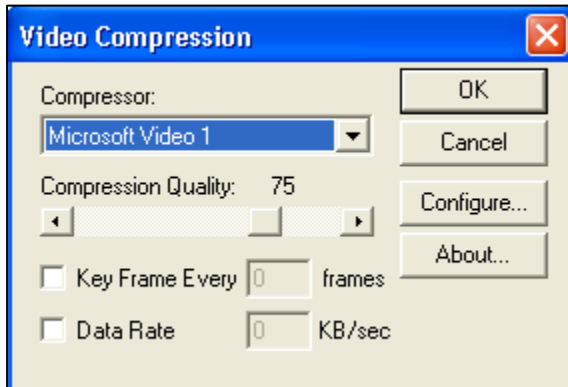 Video Compression
Compressor:
Microsoft Video 1
Compression Quality: 75
Key Frame Every 0 frames
Data Rate 0 KB/sec
OK
Cancel
Configure...
About...